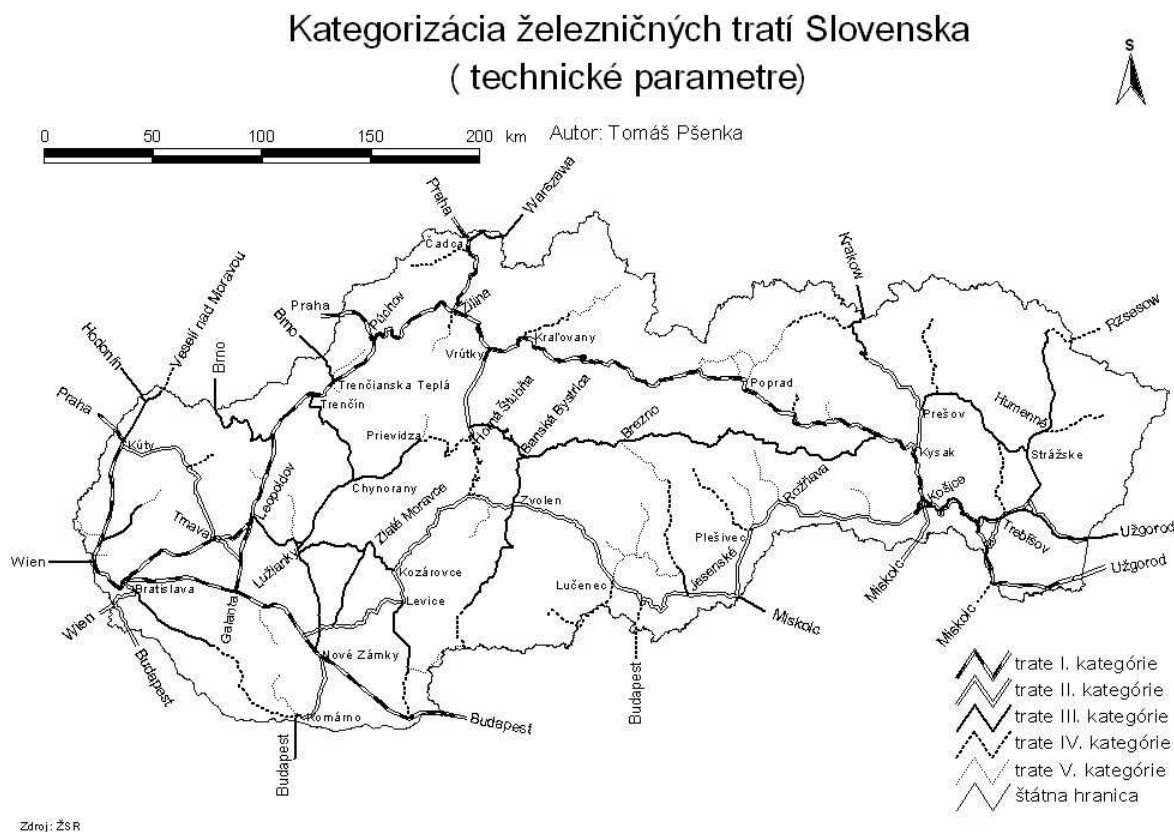 Kategorizácia železničných tratí Slovenska
( technické parametre)
S
0 50 100 150 200 km
Autor: Tomáš Pšenka
Praha
Warszawa
Čadca
Krakow
Veselí nad Moravou
Praha
Púchov
Žilina
Rzsesow
Hodonín
Brno
Brno
Kraľovany
Vrútky
Trenčianska Teplá
Poprad
Praha
Trenčín
Horná Štubňa
Banská Bystrica
Humenné
Prešov
Kúty
Prievidza
Brezno
Kysak
Strážske
Leopoldov
Chynorany
Zvolen
Rožňava
Košice
Zlaté Moravce
Trnava
Trebišov
Užgorod
Plešivec
Wien
Lužianky
Jesenské
Kozárovce
Užgorod
Bratislava
Lučenec
Miskolc
Levice
Galanta
Miskolc
Miskolc
Wien
Nové Zámky
Budapest
Komárno
Budapest
Budapest
Budapest
trate I. kategórie
trate II. kategórie
trate III. kategórie
trate IV. kategórie
trate V. kategórie
štátna hranica
Zdroj: ŽSR